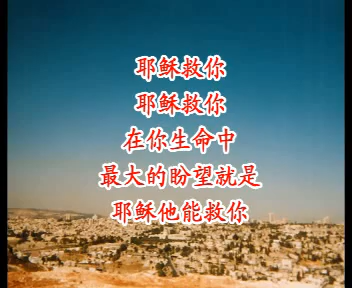 耶稣救你
耶稣救你
在你生命中
最大的盼望就是
耶稣他能救你